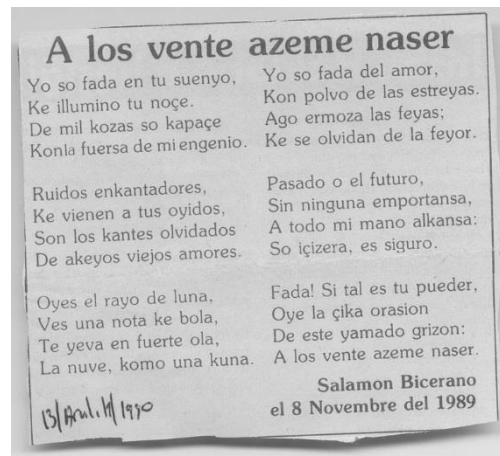 A los vente azeme naser
Yo so fada en tu suenyo,
Ke illumino tu noçe.
De mil kozas so kapaçe
Konla fuersa de mi engenio.
Ruidos enkantadores,
Ke vienen a tus oyidos,
Son los kantes olvidados
De akeyos viejos amores.
Oyes el rayo de luna,
Ves una nota ke bola,
Te yeva en fuerte ola,
La nuve, komo una kuna.
Yo so fada del amor,
Kon polvo de las estreyas.
Ago ermoza las feyas;
Ke se olvidan de la feyor.
Pasado o el futuro,
Sin ninguna emportansa,
A todo mi mano alkansa:
So içizera, es siguro.
Fada! Si tal es tu pueder,
Oye la çika orasion
De este yamado grizon:
A los vente azeme naser.
Salamon Bicerano
el 8 Novembre del 1989
13/ 1990